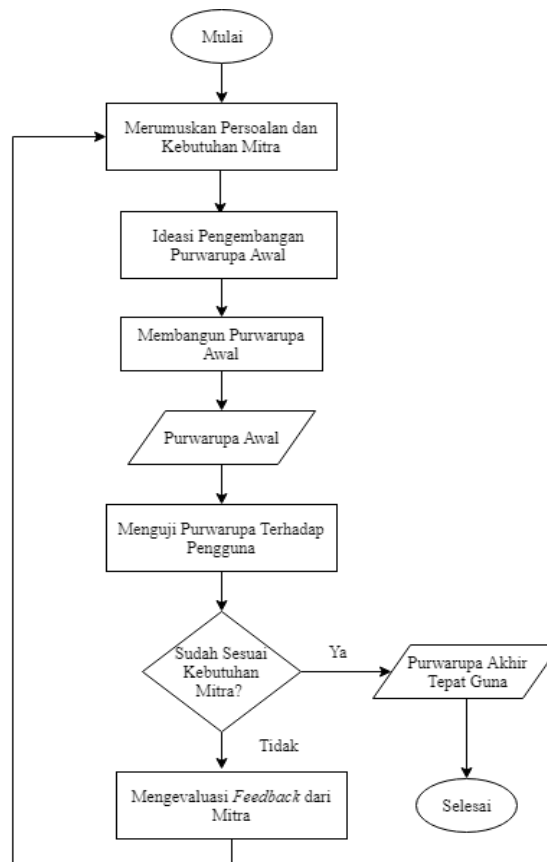 Mulai
Merumuskan Persoalan dan
Kebutuhan Mitra
Ideasi Pengembangan
Purwarupa Awal
Membangun Purwarupa
Awal
Purwarupa Awal
Menguji Purwarupa Terhadap
Pengguna
Sudah Sesuai
Kebutuhan
Mitra?
Ya
Purwarupa Akhir
Tepat Guna
Tidak
Mengevaluasi Feedback dari
Mitra
Selesai